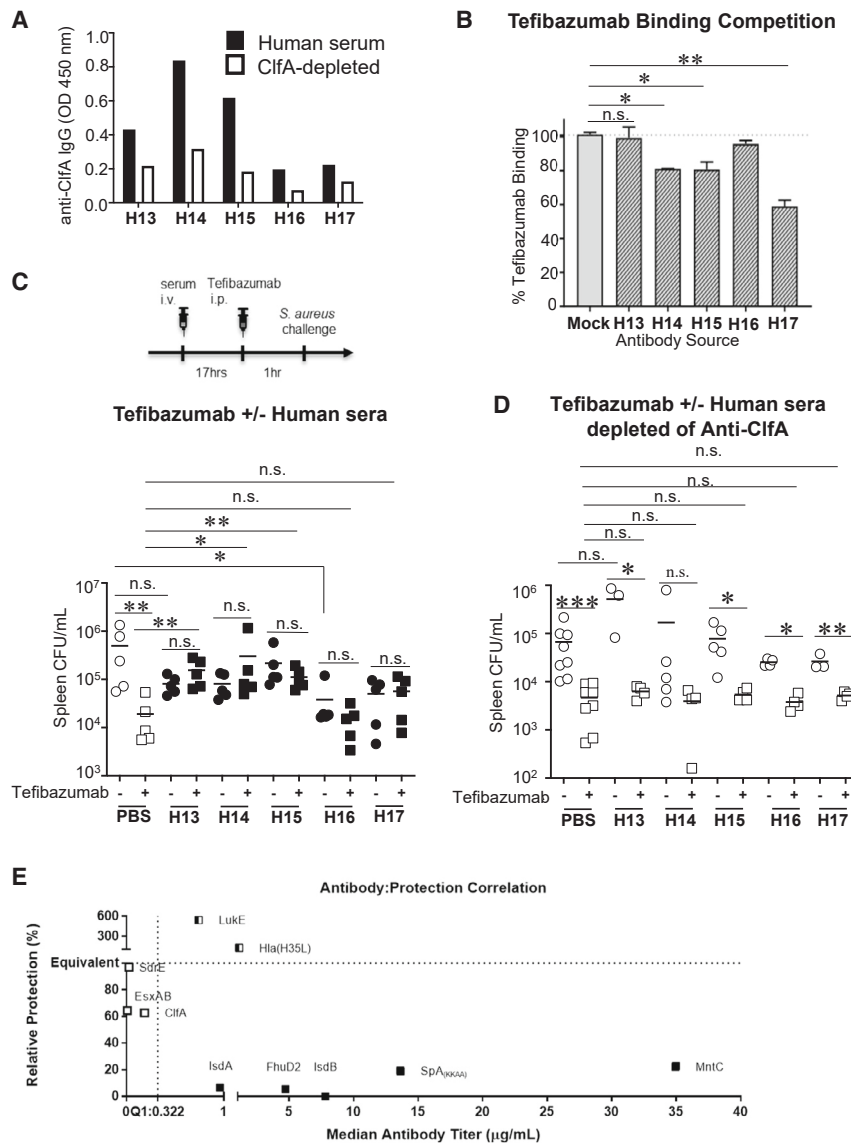 A
1.0
0.8
0.6
0.4
0.2
0.0
anti-ClfA IgG (OD 450 nm)
Human serum
ClfA-depleted
H13 H14 H15 H16 H17
B
Tefibazumab Binding Competition
**
*
*
n.s.
100
80
60
40
20
0
% Tefibazumab Binding
Mock H13 H14 H15 H16 H17
Antibody Source
C
serum
i.v.
Tefibazumab
i.p.
S. aureus
challenge
17hrs
1hr
Tefibazumab +/- Human sera
n.s.
n.s.
**
*
*
n.s.
**
**
n.s.
n.s.
n.s.
n.s.
n.s.
10⁷
10⁶
10⁵
10⁴
10³
Spleen CFU/mL
Tefibazumab - + - + - + - + - + - +
PBS H13 H14 H15 H16 H17
D
Tefibazumab +/- Human sera
depleted of Anti-ClfA
n.s.
n.s.
n.s.
n.s.
n.s.
n.s.
***
*
n.s.
*
*
**
10⁶
10⁵
10⁴
10³
10²
Spleen CFU/mL
Tefibazumab - + - + - + - + - + - +
PBS H13 H14 H15 H16 H17
E
Antibody:Protection Correlation
600
300
Equivalent
80
60
40
20
0
Relative Protection (%)
LukE
Hla(H35L)
SdrE
EsxAB
ClfA
IsdA
FhuD2
IsdB
SpA(KKAA)
MntC
0 Q1:0.322 1 5 10 15 20 25 30 35 40
Median Antibody Titer (µg/mL)